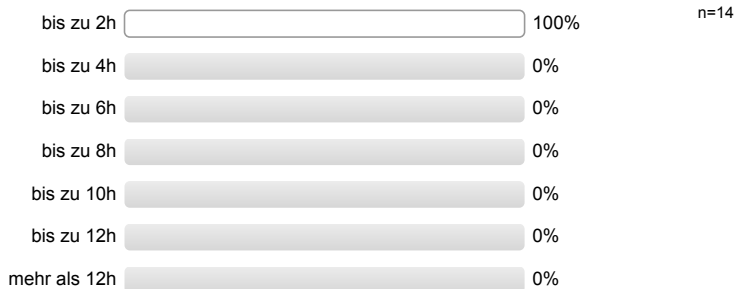 bis zu 2h 100% n=14
bis zu 4h 0%
bis zu 6h 0%
bis zu 8h 0%
bis zu 10h 0%
bis zu 12h 0%
mehr als 12h 0%